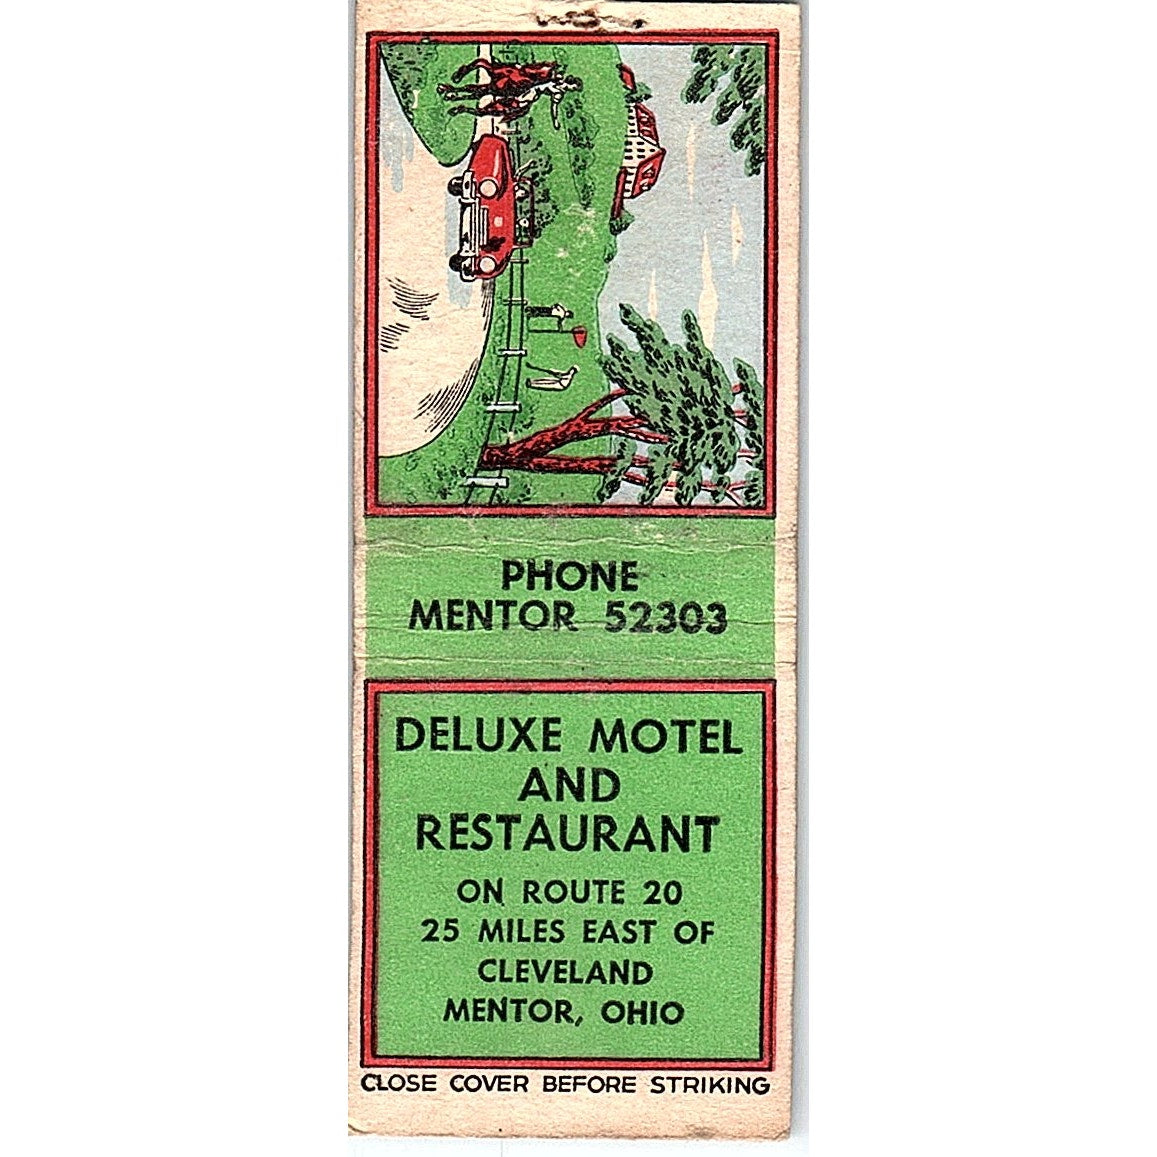 PHONE
MENTOR 52303
DELUXE MOTEL
AND
RESTAURANT
ON ROUTE 20
25 MILES EAST OF
CLEVELAND
MENTOR, OHIO
CLOSE COVER BEFORE STRIKING